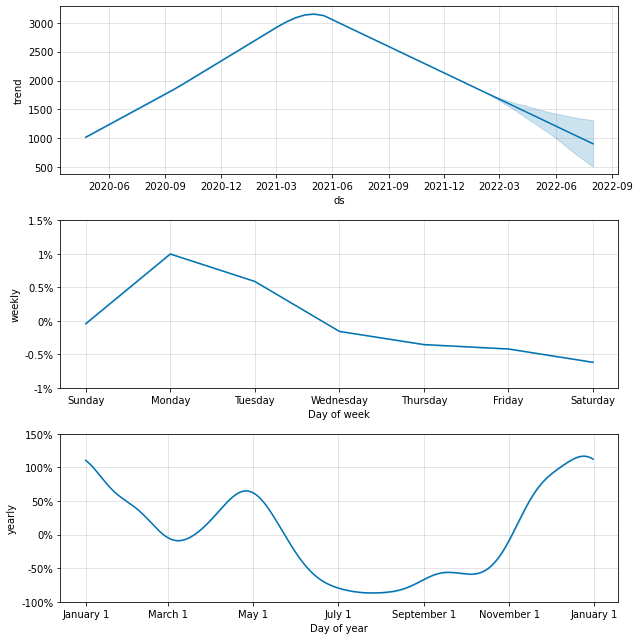 3000
2500
2000
1500
1000
500
trend
2020-06 2020-09 2020-12 2021-03 2021-06 2021-09 2021-12 2022-03 2022-06 2022-09
ds
1.5%
1%
0.5%
0%
-0.5%
-1%
weekly
Sunday Monday Tuesday Wednesday Thursday Friday Saturday
Day of week
150%
100%
50%
0%
-50%
-100%
yearly
January 1 March 1 May 1 July 1 September 1 November 1 January 1
Day of year